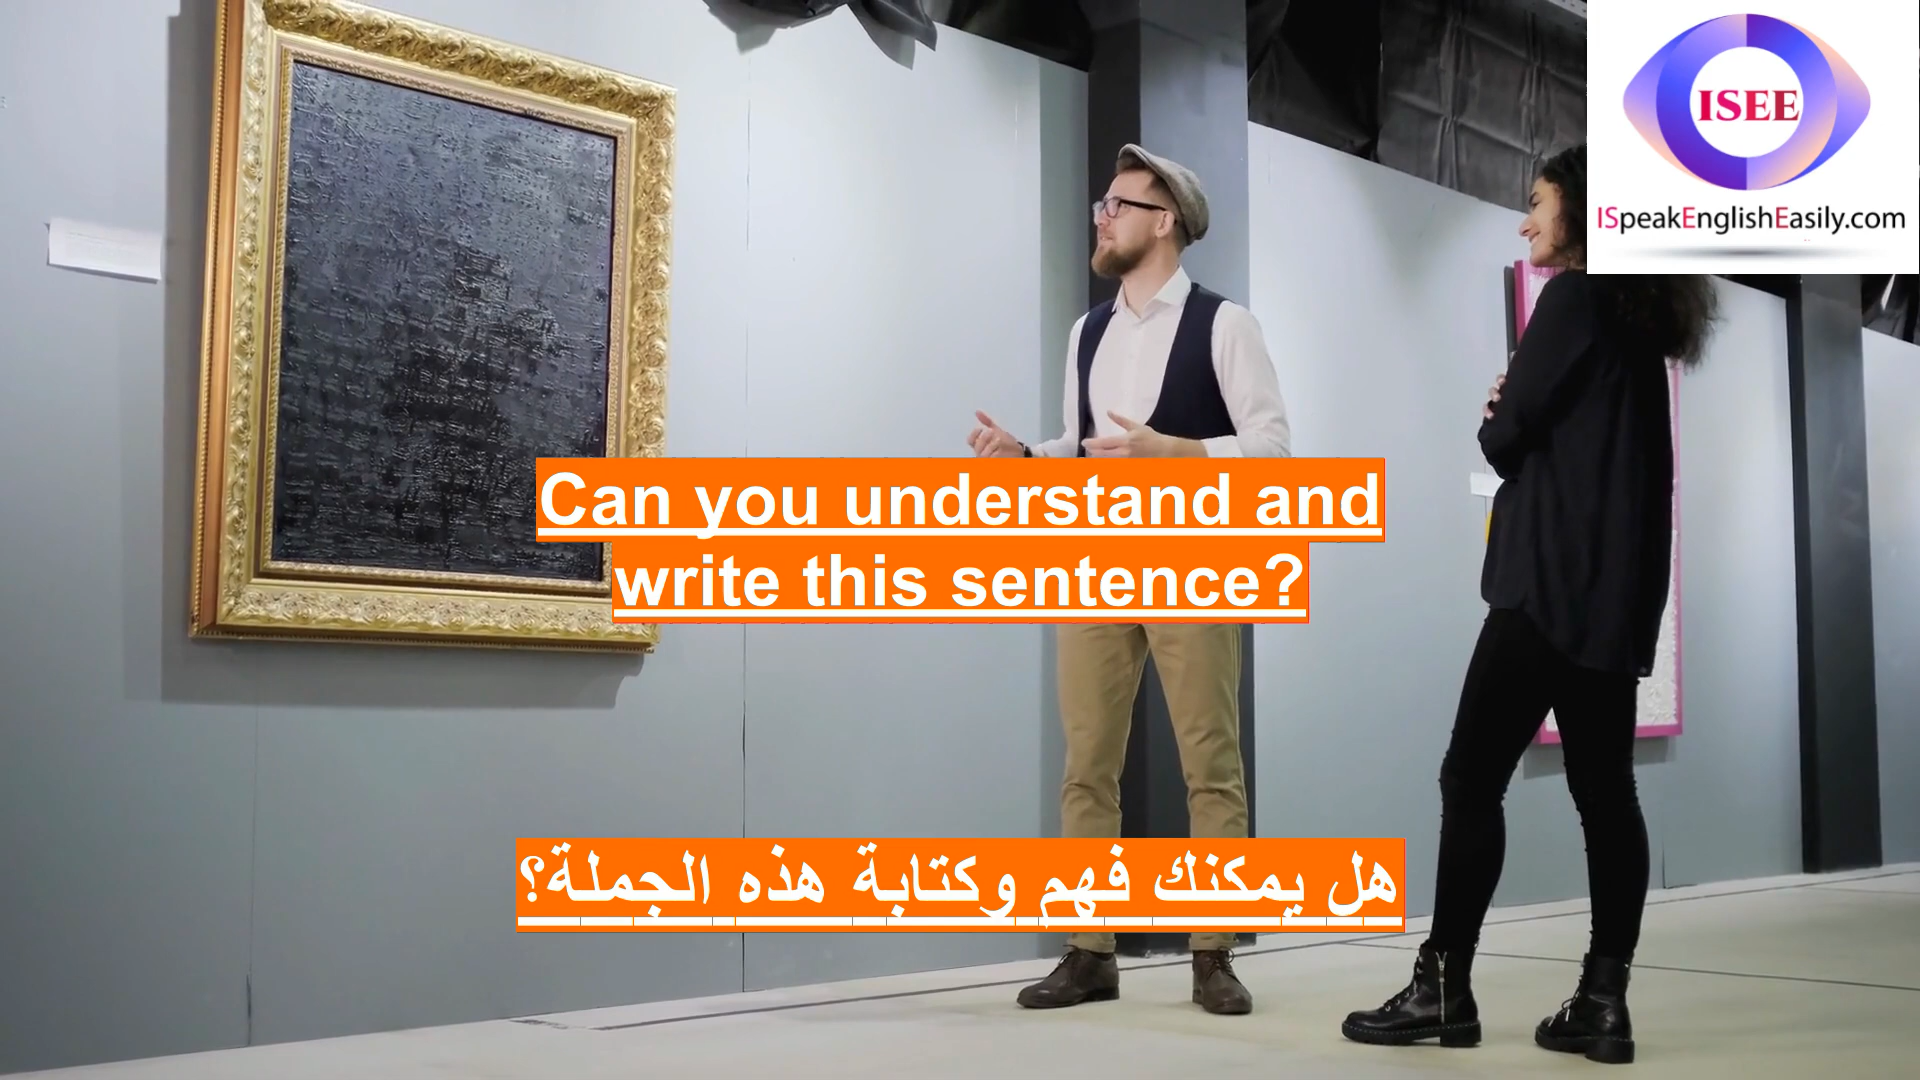 ISEE
ISpeakEnglishEasily.com
Can you understand and
write this sentence?
هل يمكنك فهم وكتابة هذه الجملة؟